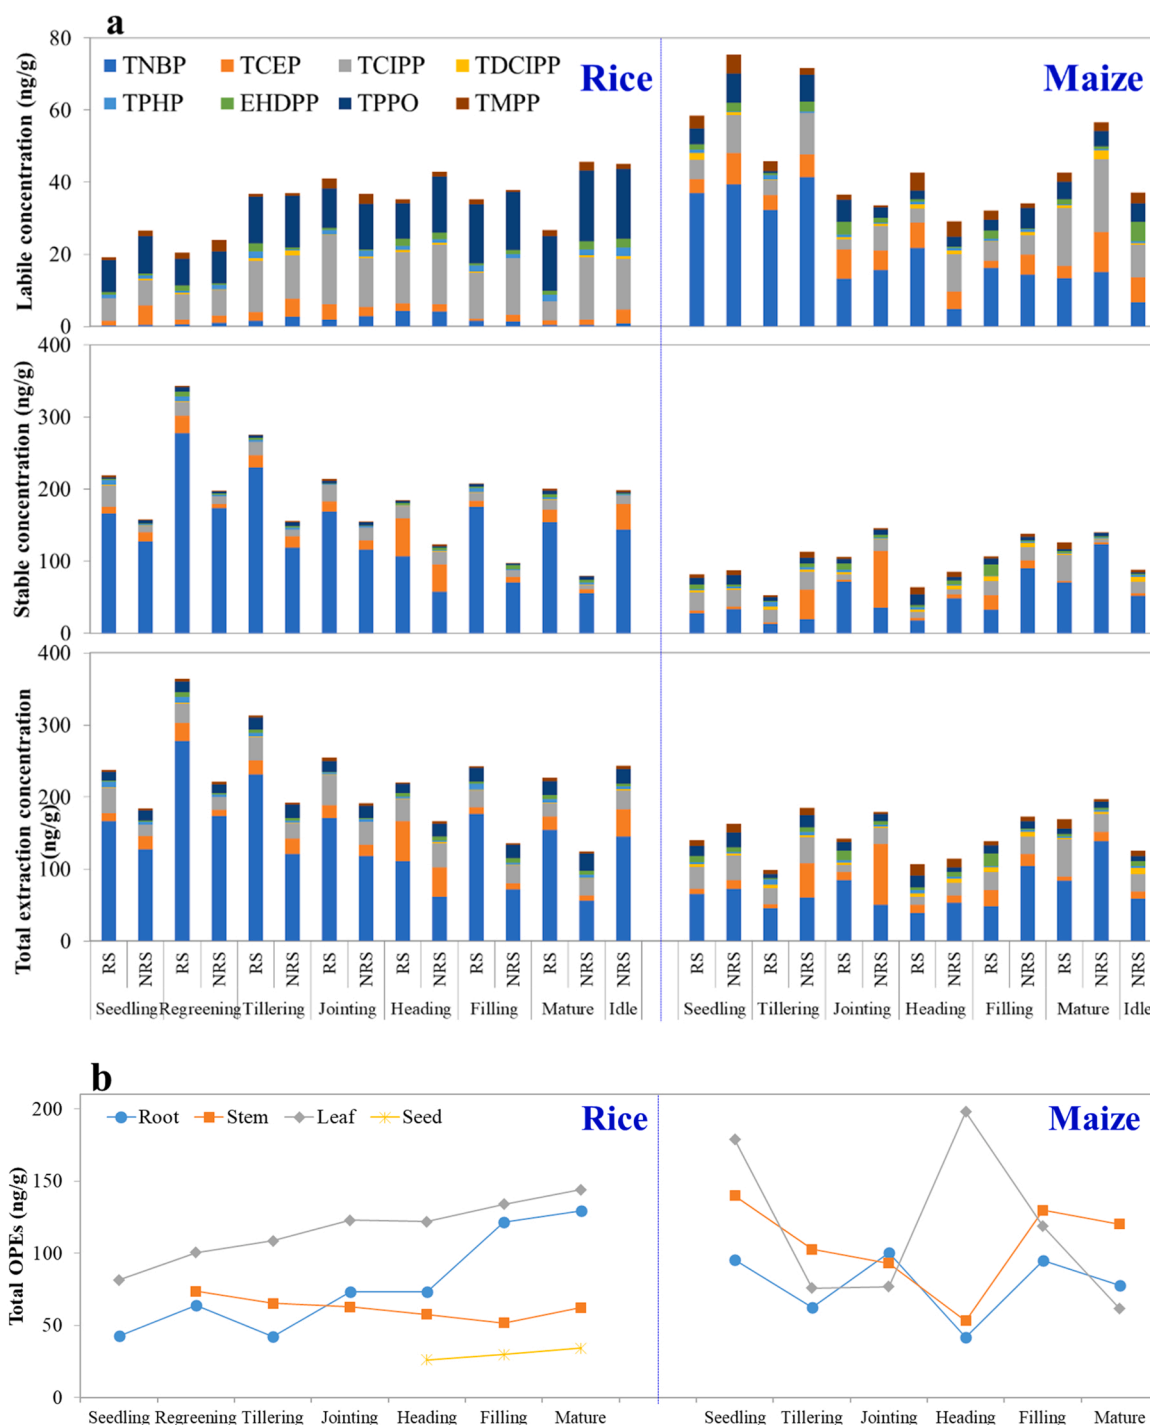 a
80
60
40
20
0
Labile concentration (ng/g)
TNBP TCEP TCIPP TDCIPP
TPHP EHDPP TPPO TMPP
Rice
Maize
400
300
200
100
0
Stable concentration (ng/g)
400
300
200
100
0
Total extraction concentration
(ng/g)
RS NRS RS NRS RS NRS RS NRS RS NRS RS NRS RS NRS NRS RS NRS RS NRS RS NRS RS NRS RS NRS RS NRS NRS
Seedling Regreening Tillering Jointing Heading Filling Mature Idle Seedling Tillering Jointing Heading Filling Mature Idle
b
200
150
100
50
0
Total OPEs (ng/g)
Root Stem Leaf Seed
Rice
Maize
Seedling Regreening Tillering Jointing Heading Filling Mature Seedling Tillering Jointing Heading Filling Mature